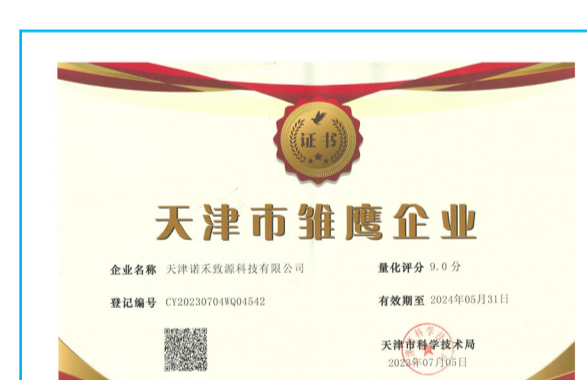 证书
天津市雏鹰企业
企业名称 天津诺禾致源科技有限公司
量化评分 9.0分
登记编号 CY20230704WQ04542
有效期至 2024年05月31日
天津市科学技术局
2023年07月05日